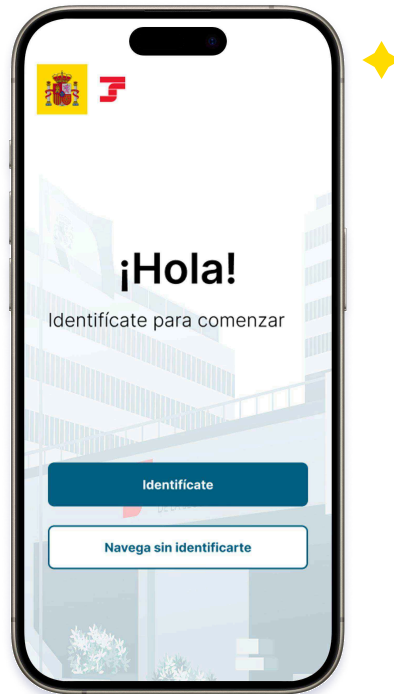 ¡Hola!
Identifícate para comenzar
Identifícate
Navega sin identificarte